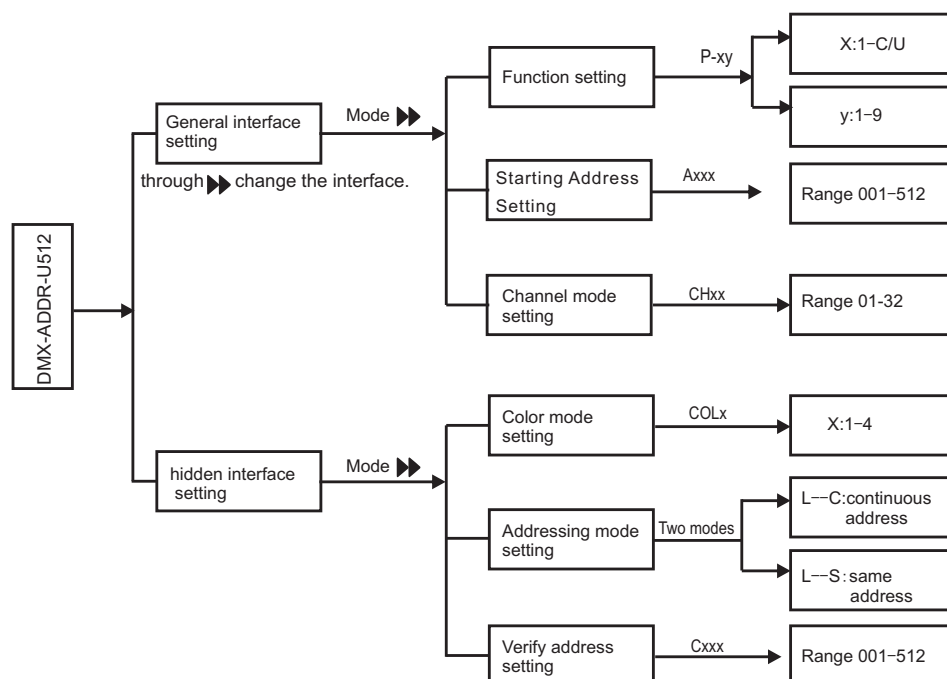 DMX-ADDR-U512
General interface
setting
Mode
through ▶▶ change the interface.
Function setting
P-xy
X:1-C/U
y:1-9
Starting Address
Setting
Axxx
Range 001-512
Channel mode
setting
CHxx
Range 01-32
hidden interface
setting
Mode
Color mode
setting
COLx
X:1-4
Addressing mode
setting
Two modes
L--C:continuous
address
L--S:same
address
Verify address
setting
Cxxx
Range 001-512